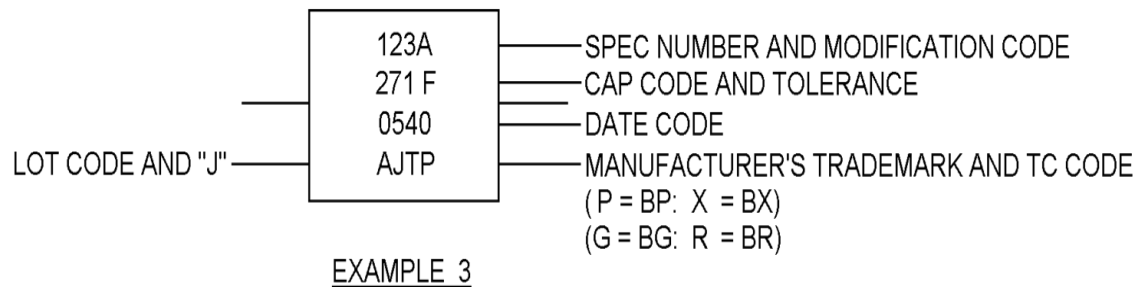 123A SPEC NUMBER AND MODIFICATION CODE
271 F CAP CODE AND TOLERANCE
0540 DATE CODE
LOT CODE AND "J" AJTP MANUFACTURER'S TRADEMARK AND TC CODE
( P = BP: X = BX)
(G = BG: R = BR)
EXAMPLE 3